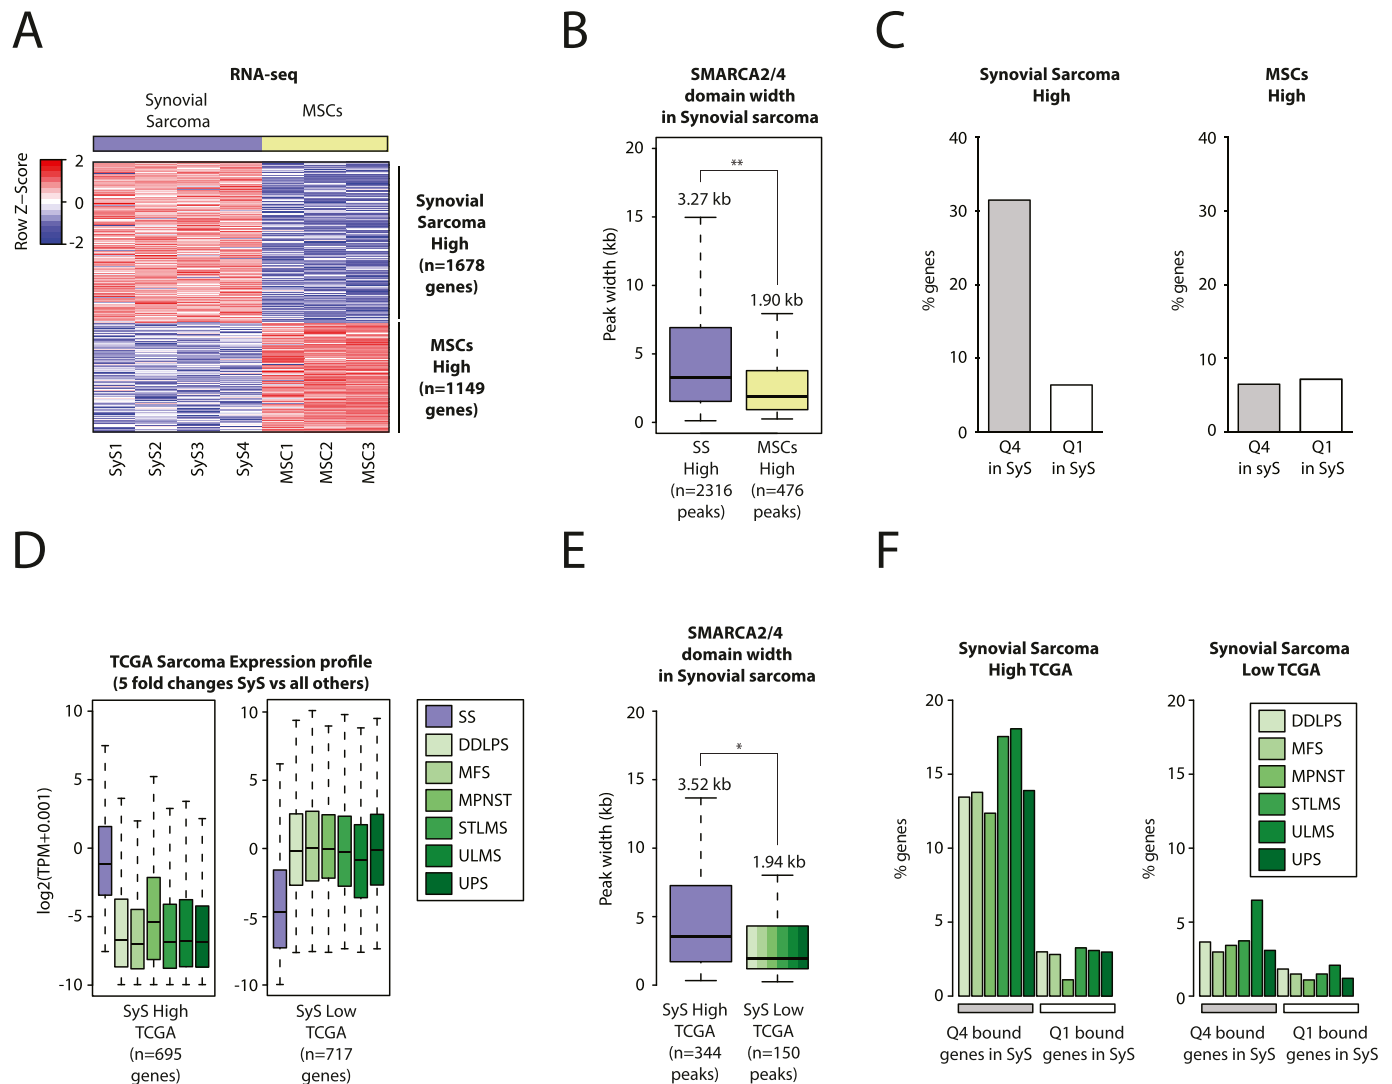 A
RNA-seq
Synovial
Sarcoma
MSCs
Row Z-Score
2
0
-2
Synovial
Sarcoma
High
(n=1678
genes)
MSCs
High
(n=1149
genes)
SyS1
SyS2
SyS3
SyS4
MSC1
MSC2
MSC3
B
SMARCA2/4
domain width
in Synovial sarcoma
Peak width (kb)
20
15
10
5
0
**
3.27 kb
1.90 kb
SS
High
(n=2316
peaks)
MSCs
High
(n=476
peaks)
C
Synovial Sarcoma
High
% genes
40
30
20
10
0
Q4
in SyS
Q1
in SyS
MSCs
High
% genes
40
30
20
10
0
Q4
in syS
Q1
in SyS
D
TCGA Sarcoma Expression profile
(5 fold changes SyS vs all others)
log2(TPM+0.001)
10
5
0
-5
-10
SyS High
TCGA
(n=695
genes)
10
5
0
-5
-10
SyS Low
TCGA
(n=717
genes)
SS
DDLPS
MFS
MPNST
STLMS
ULMS
UPS
E
SMARCA2/4
domain width
in Synovial sarcoma
Peak width (kb)
20
15
10
5
0
*
3.52 kb
1.94 kb
SyS High
TCGA
(n=344
peaks)
SyS Low
TCGA
(n=150
peaks)
F
Synovial Sarcoma
High TCGA
% genes
20
15
10
5
0
Q4 bound
genes in SyS
Q1 bound
genes in SyS
Synovial Sarcoma
Low TCGA
% genes
20
15
10
5
0
DDLPS
MFS
MPNST
STLMS
ULMS
UPS
Q4 bound
genes in SyS
Q1 bound
genes in SyS